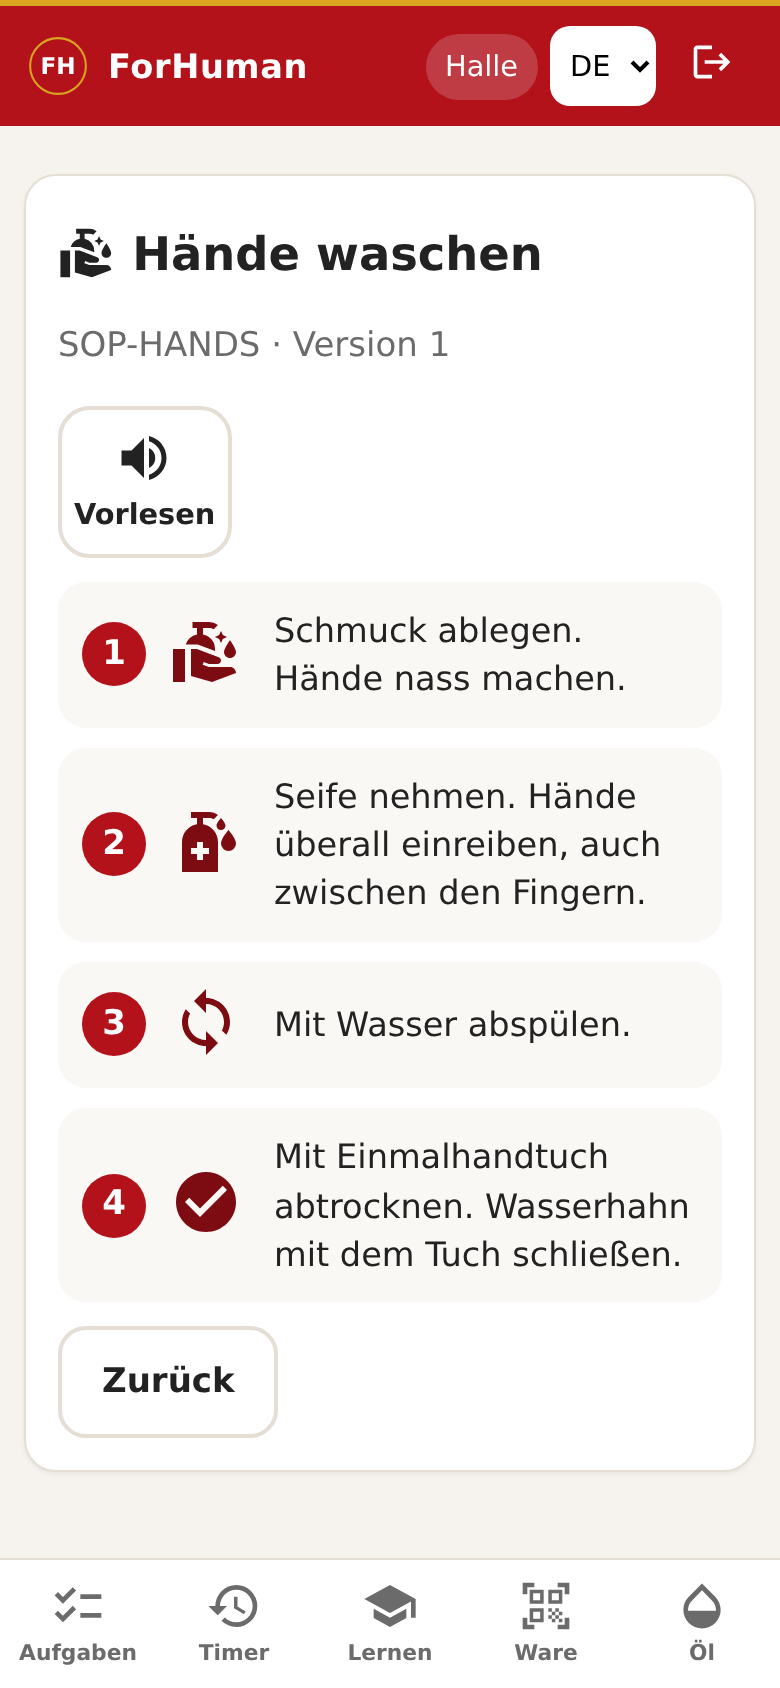 FH ForHuman Halle DE
Hände waschen
SOP-HANDS · Version 1
Vorlesen
1 Schmuck ablegen.
Hände nass machen.
2 Seife nehmen. Hände
überall einreiben, auch
zwischen den Fingern.
3 Mit Wasser abspülen.
4 Mit Einmalhandtuch
abtrocknen. Wasserhahn
mit dem Tuch schließen.
Zurück
Aufgaben Timer Lernen Ware Öl